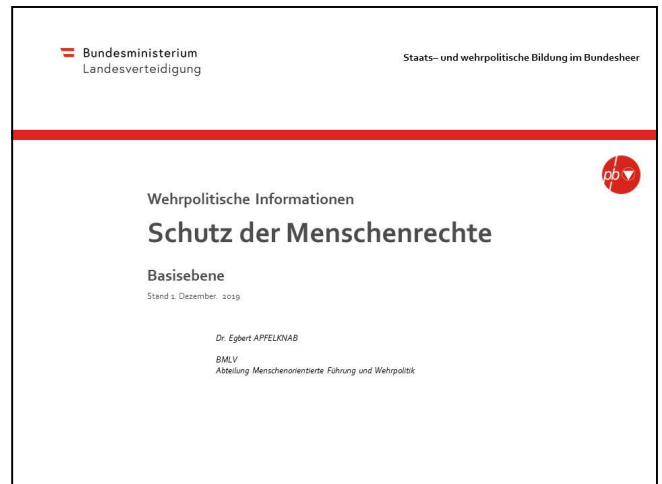 Bundesministerium
Landesverteidigung
Staats– und wehrpolitische Bildung im Bundesheer
pb
Wehrpolitische Informationen
Schutz der Menschenrechte
Basisebene
Stand 1. Dezember. 2019
Dr. Egbert APFELKNAB
BMLV
Abteilung Menschenorientierte Führung und Wehrpolitik